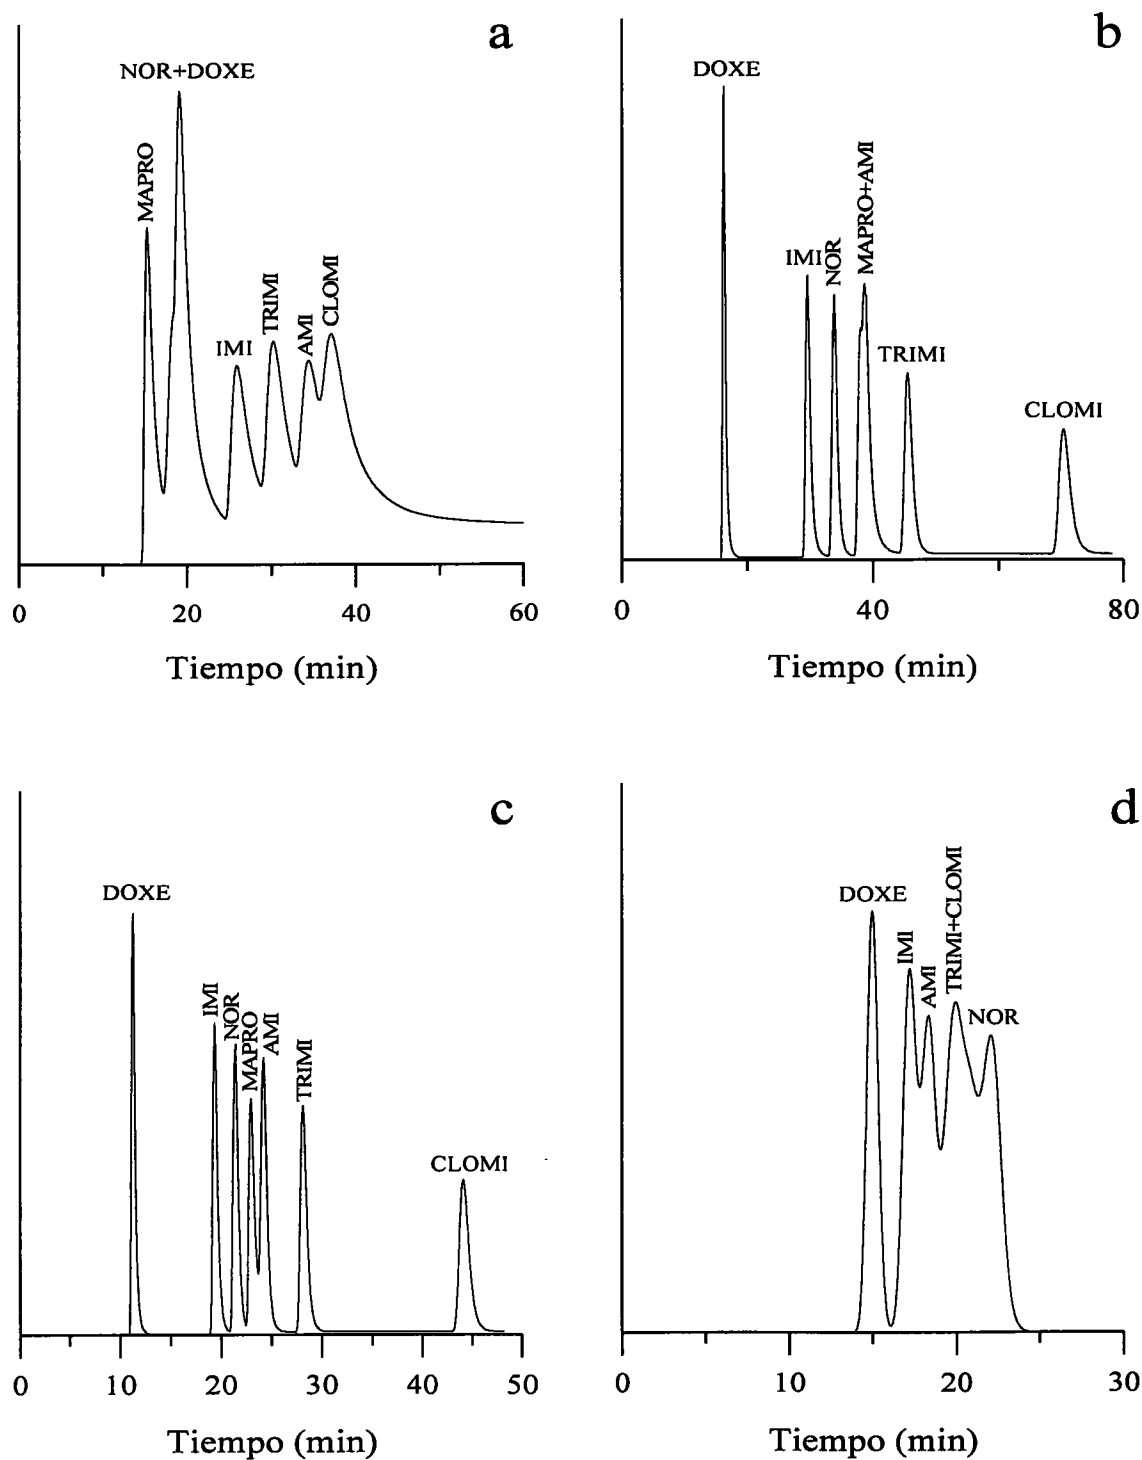 a
NOR+DOXE
MAPRO
IMI
TRIMI
AMI
CLOMI
0 20 40 60
Tiempo (min)
b
DOXE
IMI
NOR
MAPRO+AMI
TRIMI
CLOMI
0 40 80
Tiempo (min)
c
DOXE
IMI
NOR
MAPRO
AMI
TRIMI
CLOMI
0 10 20 30 40 50
Tiempo (min)
d
DOXE
IMI
AMI
TRIMI+CLOMI
NOR
0 10 20 30
Tiempo (min)